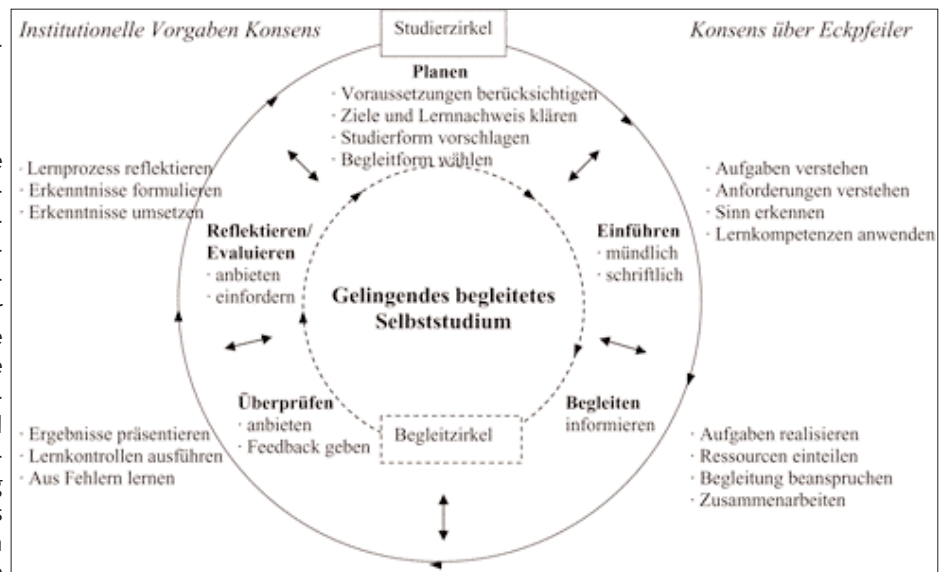 Institutionelle Vorgaben Konsens
Studierzirkel
Konsens über Eckpfeiler
Planen
· Voraussetzungen berücksichtigen
· Ziele und Lernnachweis klären
· Studierform vorschlagen
· Begleitform wählen
· Lernprozess reflektieren
· Erkenntnisse formulieren
· Erkenntnisse umsetzen
· Aufgaben verstehen
· Anforderungen verstehen
· Sinn erkennen
· Lernkompetenzen anwenden
Reflektieren/
Evaluieren
· anbieten
· einfordern
Einführen
· mündlich
· schriftlich
Gelingendes begleitetes
Selbststudium
Überprüfen
· anbieten
· Feedback geben
Begleitzirkel
Begleiten
informieren
· Ergebnisse präsentieren
· Lernkontrollen ausführen
· Aus Fehlern lernen
· Aufgaben realisieren
· Ressourcen einteilen
· Begleitung beanspruchen
· Zusammenarbeiten